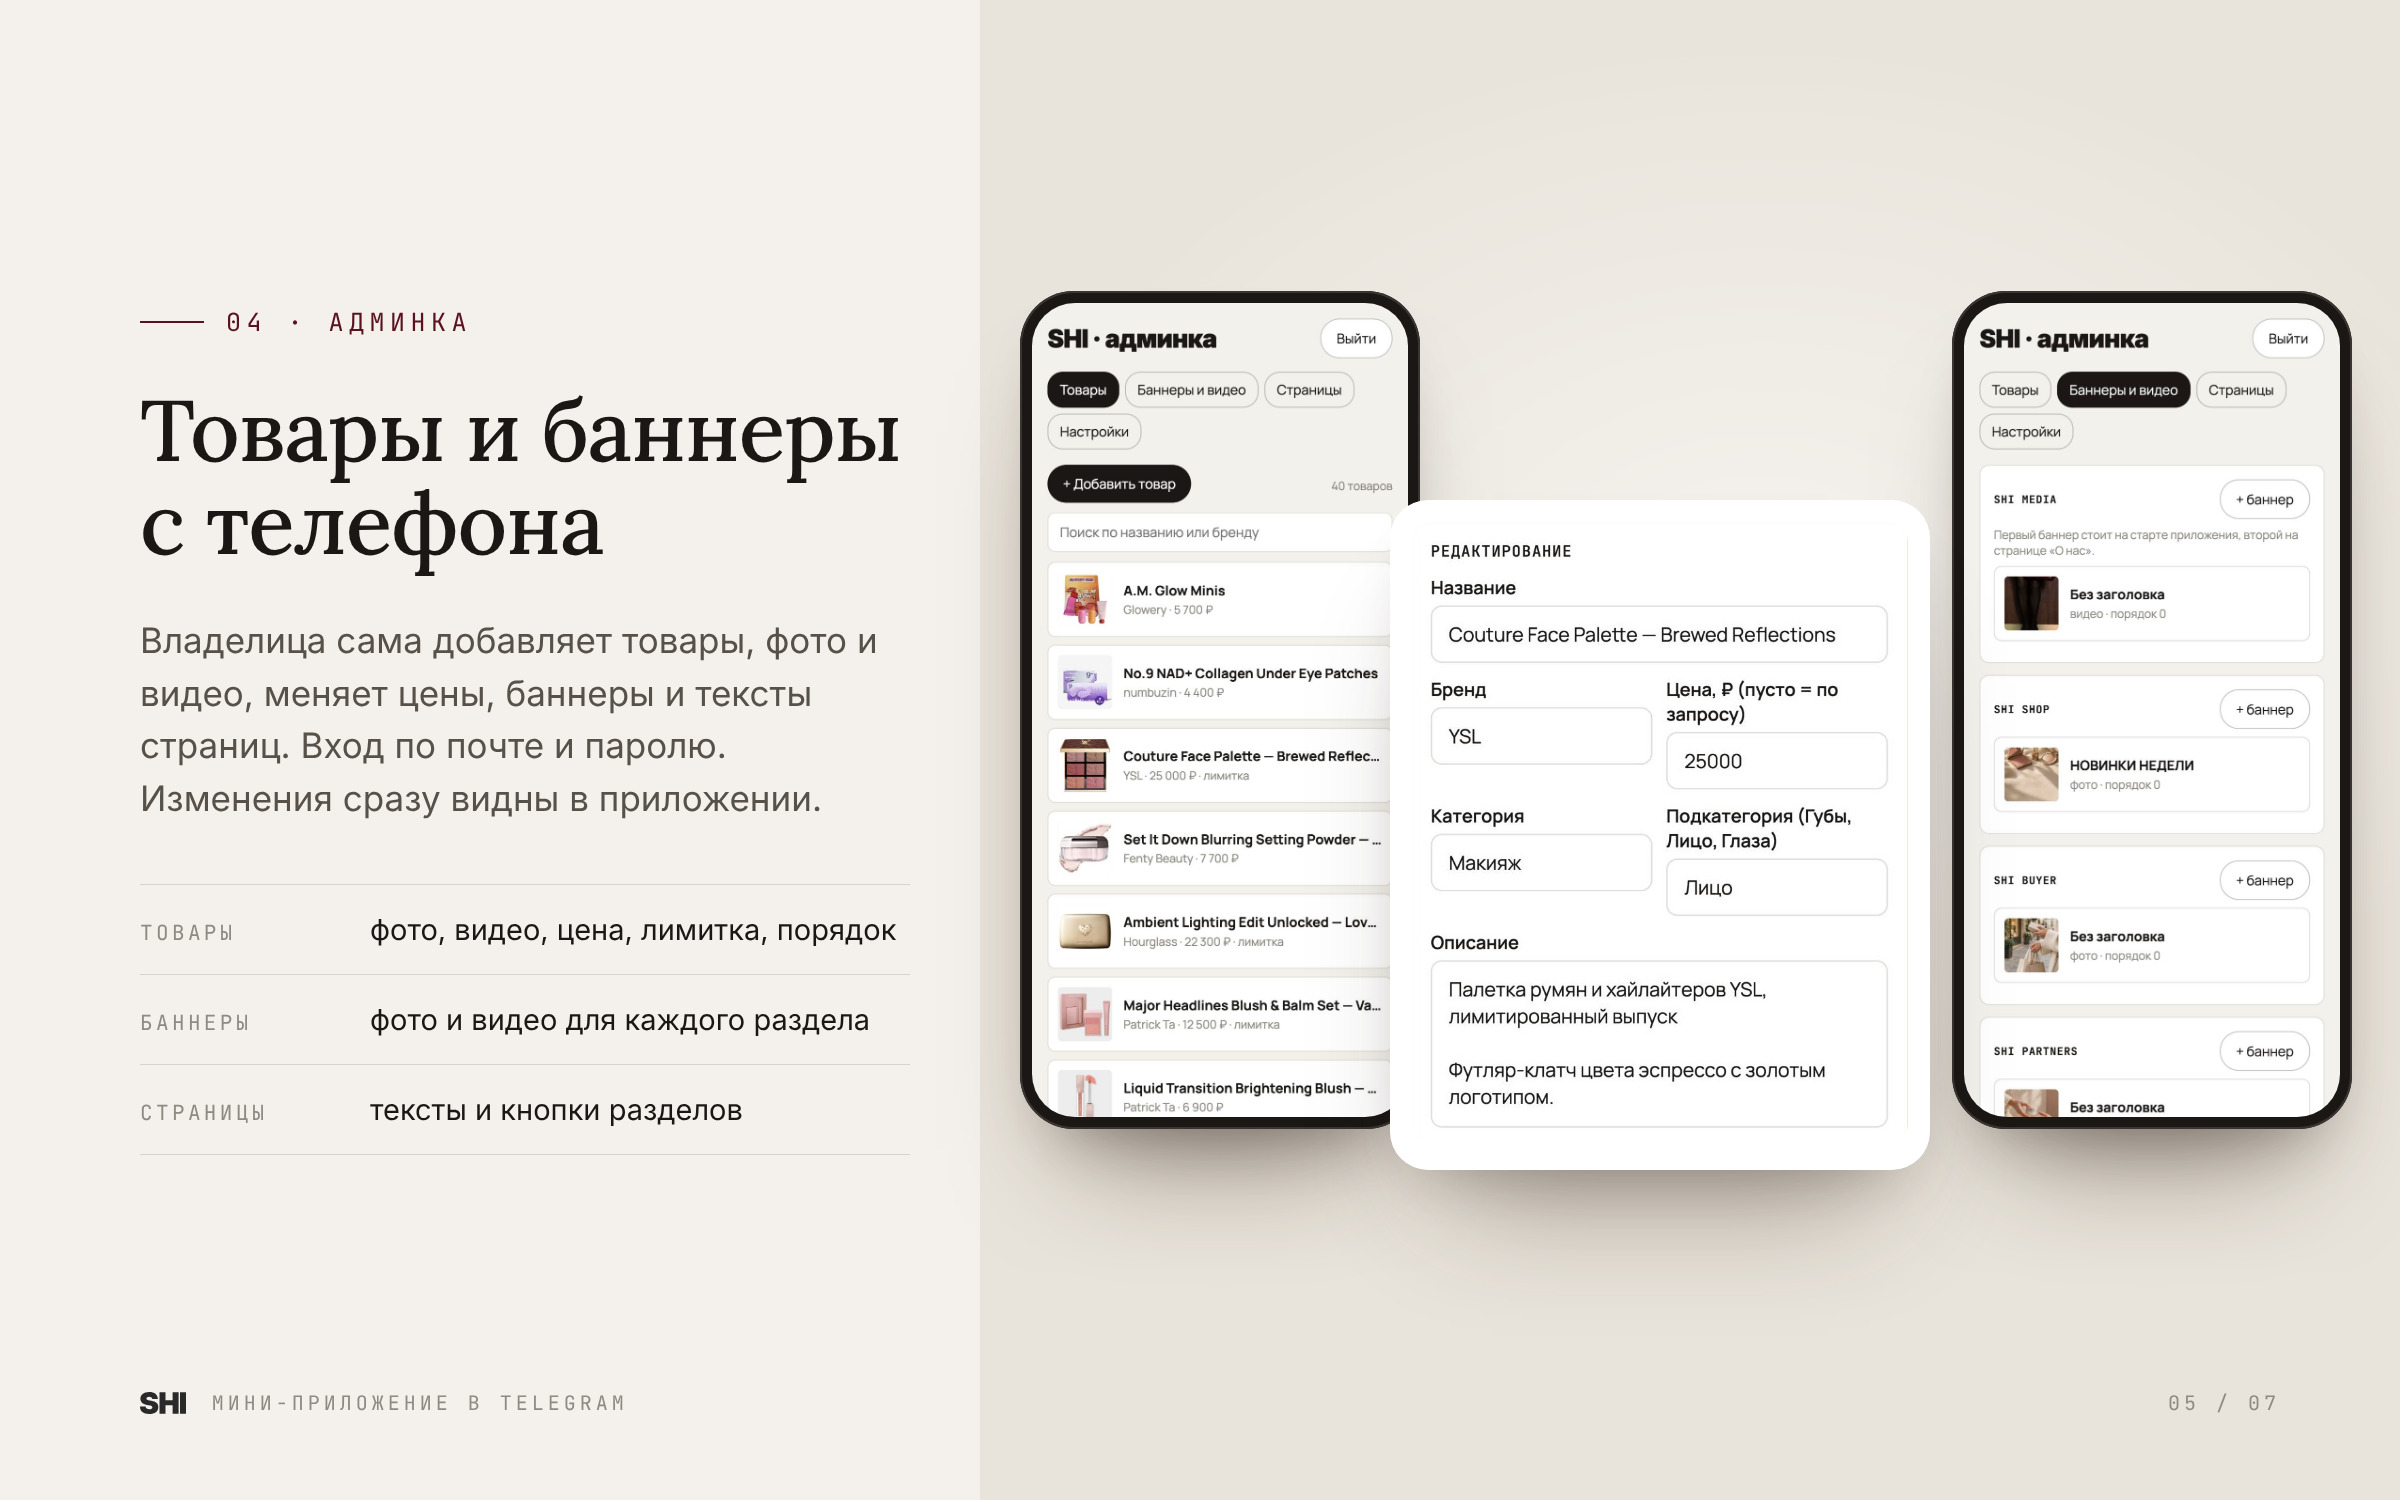 04 · АДМИНКА
Товары и баннеры
с телефона
Владелица сама добавляет товары, фото и
видео, меняет цены, баннеры и тексты
страниц. Вход по почте и паролю.
Изменения сразу видны в приложении.
ТОВАРЫ фото, видео, цена, лимитка, порядок
БАННЕРЫ фото и видео для каждого раздела
СТРАНИЦЫ тексты и кнопки разделов
SHI МИНИ-ПРИЛОЖЕНИЕ В TELEGRAM
SHI · админка Выйти
Товары Баннеры и видео Страницы
Настройки
+ Добавить товар 40 товаров
Поиск по названию или бренду
A.M. Glow Minis
Glowery · 5 700 ₽
No.9 NAD+ Collagen Under Eye Patches
numbuzin · 4 400 ₽
Couture Face Palette — Brewed Reflec...
YSL · 25 000 ₽ · лимитка
Set It Down Blurring Setting Powder — ...
Fenty Beauty · 7 700 ₽
Ambient Lighting Edit Unlocked — Lov...
Hourglass · 22 300 ₽ · лимитка
Major Headlines Blush & Balm Set — Va...
Patrick Ta · 12 500 ₽ · лимитка
Liquid Transition Brightening Blush — ...
Patrick Ta · 6 900 ₽
РЕДАКТИРОВАНИЕ
Название
Couture Face Palette — Brewed Reflections
Бренд
YSL
Цена, ₽ (пусто = по
запросу)
25000
Категория
Макияж
Подкатегория (Губы,
Лицо, Глаза)
Лицо
Описание
Палетка румян и хайлайтеров YSL,
лимитированный выпуск
Футляр-клатч цвета эспрессо с золотым
логотипом.
SHI · админка Выйти
Товары Баннеры и видео Страницы
Настройки
SHI MEDIA + баннер
Первый баннер стоит на старте приложения, второй на
странице «О нас».
Без заголовка
видео · порядок 0
SHI SHOP + баннер
НОВИНКИ НЕДЕЛИ
фото · порядок 0
SHI BUYER + баннер
Без заголовка
фото · порядок 0
SHI PARTNERS + баннер
Без заголовка
05 / 07